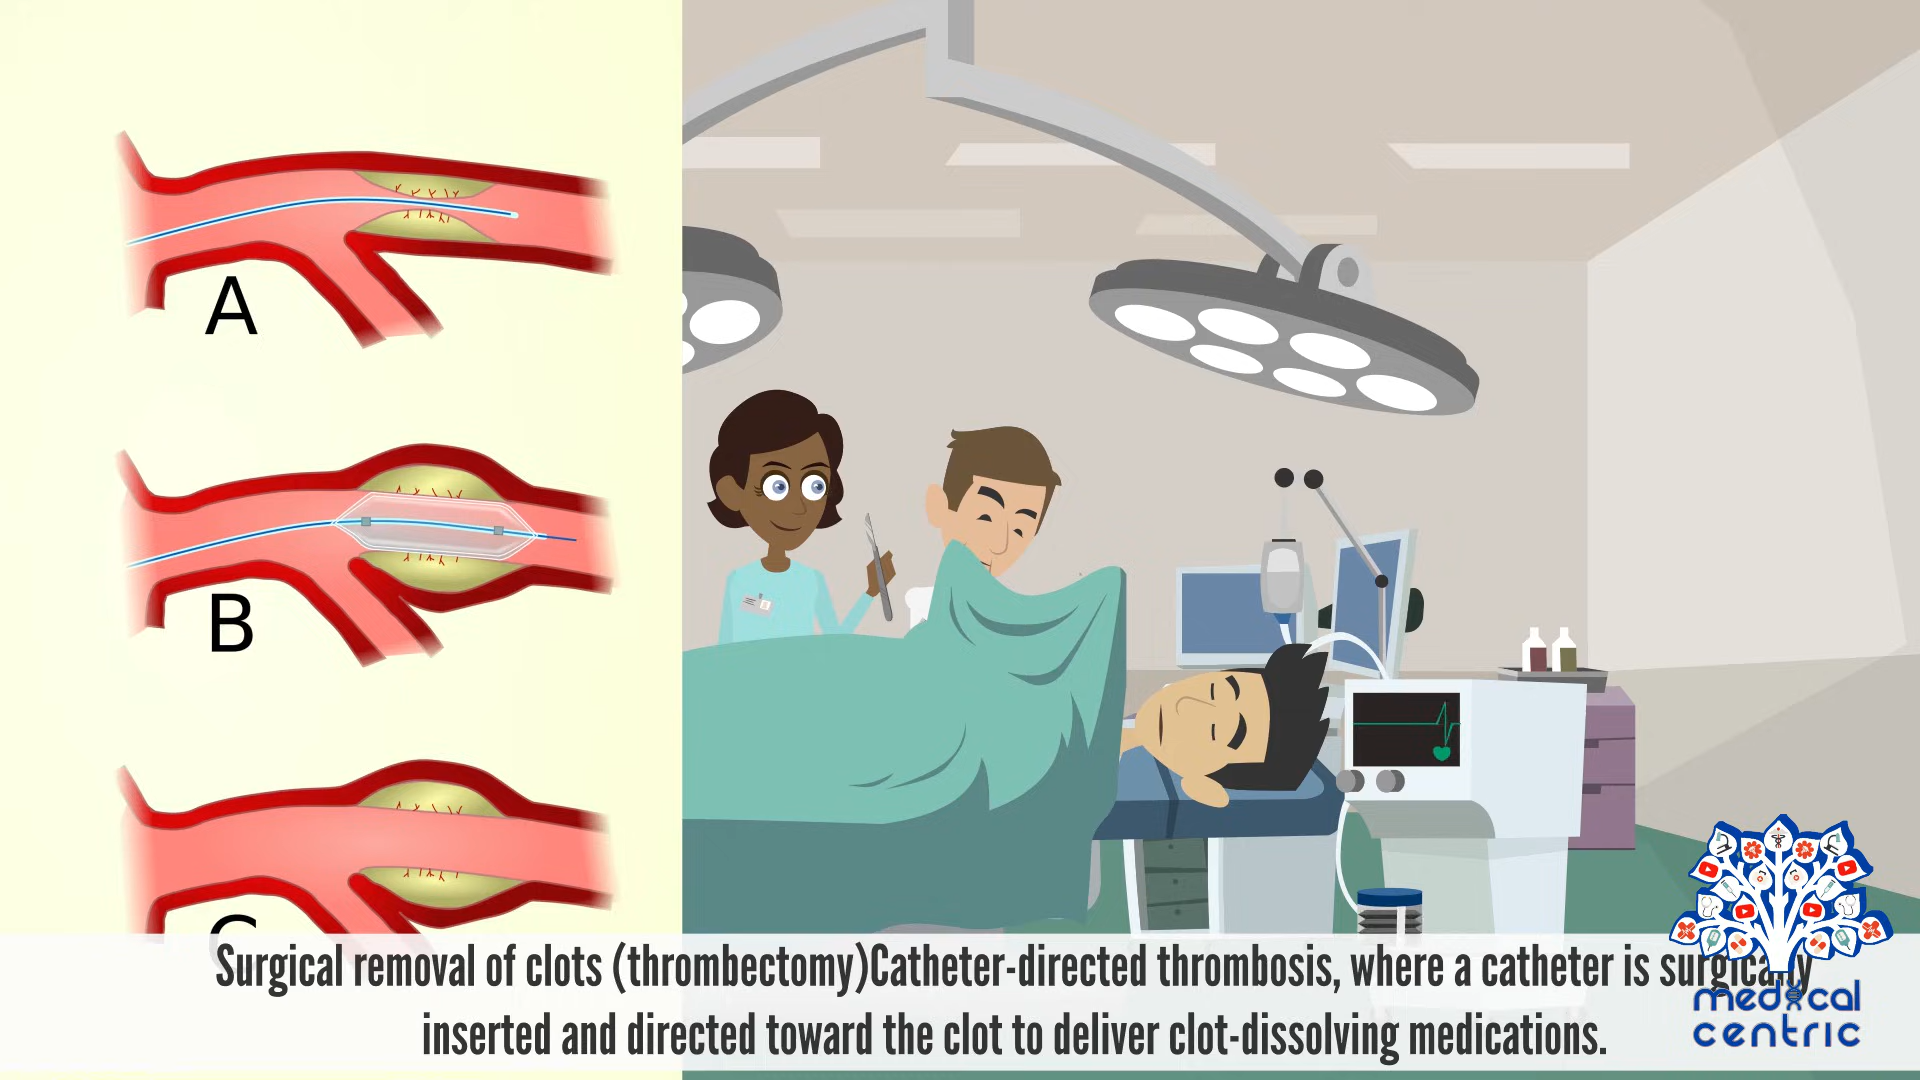 A
B
C
Surgical removal of clots (thrombectomy)Catheter-directed thrombosis, where a catheter is surgically
inserted and directed toward the clot to deliver clot-dissolving medications.
medical
centric